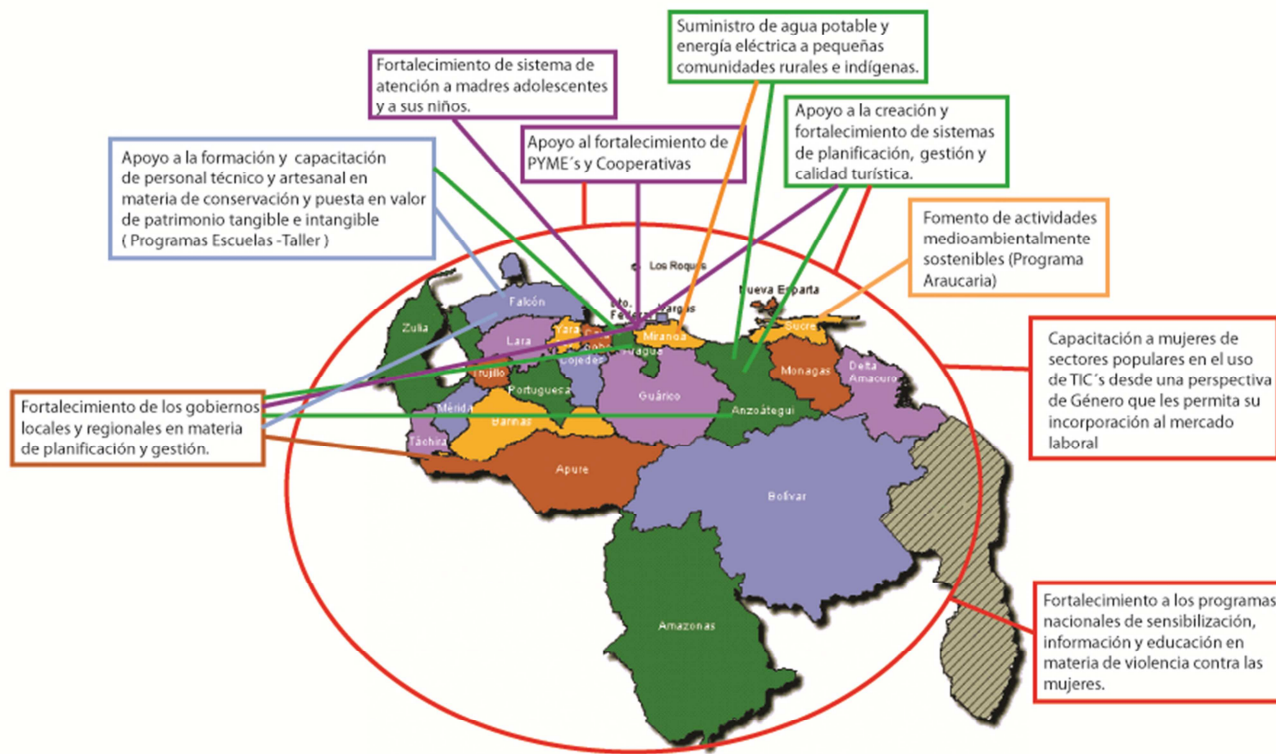 Suministro de agua potable y
energía eléctrica a pequeñas
comunidades rurales e indígenas.
Fortalecimiento de sistema de
atención a madres adolescentes
y a sus niños.
Apoyo al fortalecimiento de
PYME´s y Cooperativas
Apoyo a la creación y
fortalecimiento de sistemas
de planificación, gestión y
calidad turística.
Apoyo a la formación y capacitación
de personal técnico y artesanal en
materia de conservación y puesta en valor
de patrimonio tangible e intangible
( Programas Escuelas -Taller )
Fomento de actividades
medioambientalmente
sostenibles (Programa
Araucaria)
Capacitación a mujeres de
sectores populares en el uso
de TIC´s desde una perspectiva
de Género que les permita su
incorporación al mercado
laboral
Fortalecimiento de los gobiernos
locales y regionales en materia
de planificación y gestión.
Fortalecimiento a los programas
nacionales de sensibilización,
información y educación en
materia de violencia contra las
mujeres.
Los Roques
Nueva Esparta
Vargas
Falcón
Zulia
Lara
Yara
Miranda
Sucre
Aragua
Cojedes
Trujillo
Portuguesa
Guárico
Anzoátegui
Monagas
Delta
Amacuro
Mérida
Barinas
Táchira
Apure
Bolívar
Amazonas